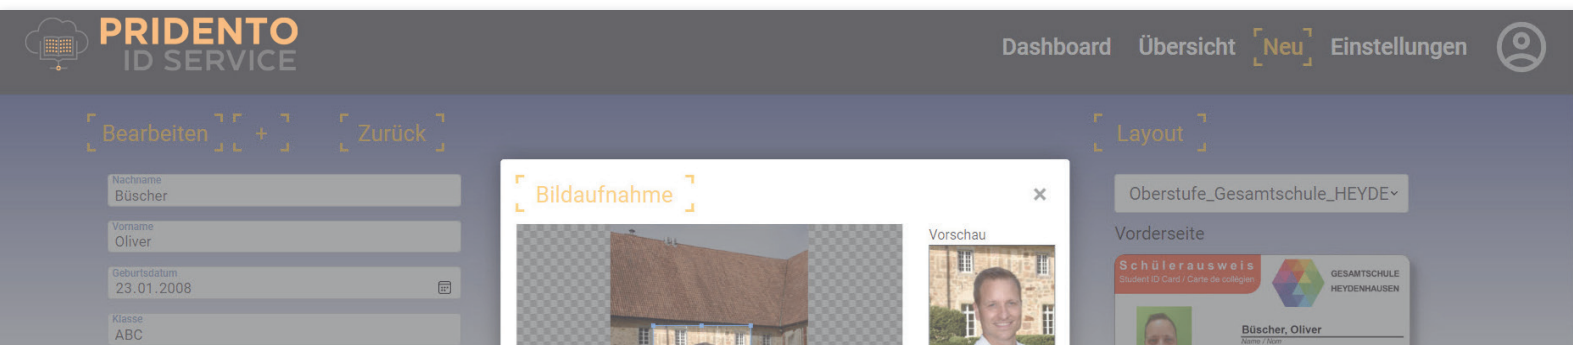 PRIDENTO
ID SERVICE
Dashboard Übersicht Neu Einstellungen
Bearbeiten + Zurück
Layout
Nachname
Büscher
Vorname
Oliver
Geburtsdatum
23.01.2008
Klasse
ABC
Bildaufnahme ×
Vorschau
Oberstufe_Gesamtschule_HEYDE
Vorderseite
Schülerausweis
Student ID Card / Carte de collégien
GESAMTSCHULE
HEYDENHAUSEN
Büscher, Oliver
Name / Nom